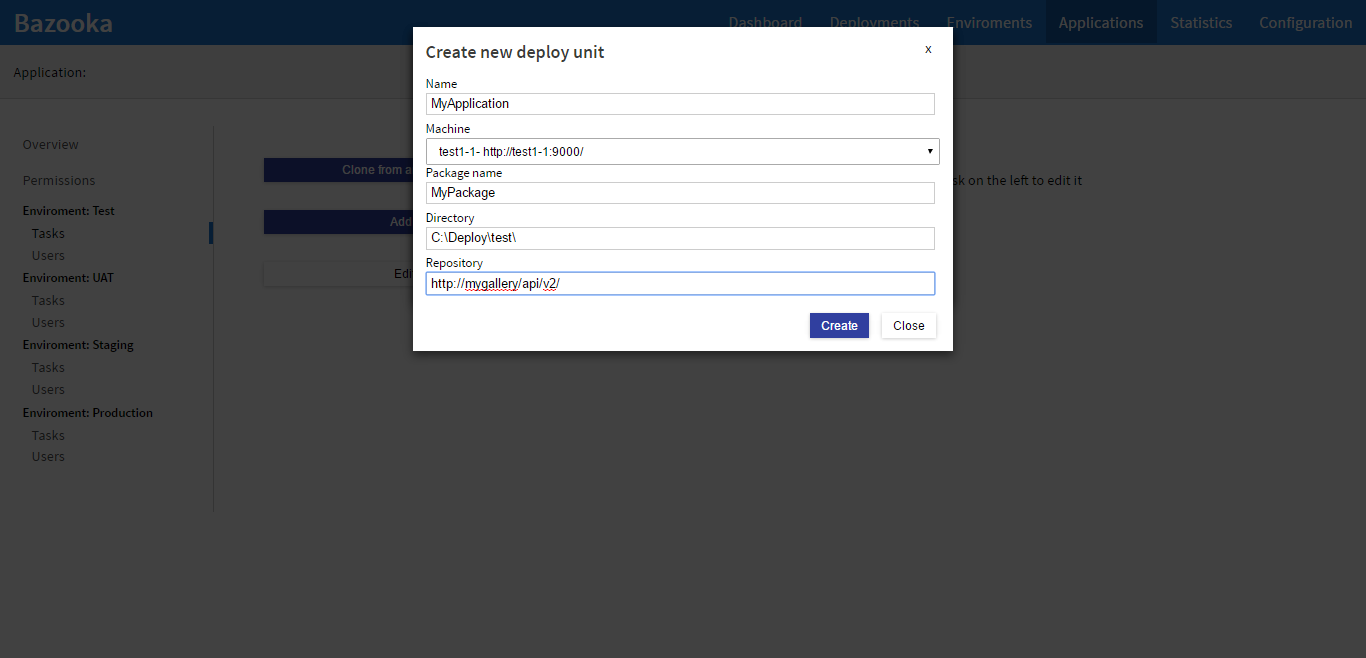 Bazooka
Dashboard Deployments Enviroments Applications Statistics Configuration
Application:
Create new deploy unit x
Name
MyApplication
Machine
test1-1- http://test1-1:9000/
Package name
MyPackage
Directory
C:\Deploy\test\
Repository
http://mygallery/api/v2/
Create Close
Overview
Permissions
Enviroment: Test
Tasks
Users
Enviroment: UAT
Tasks
Users
Enviroment: Staging
Tasks
Users
Enviroment: Production
Tasks
Users
Clone from a
Add
Edi
sk on the left to edit it